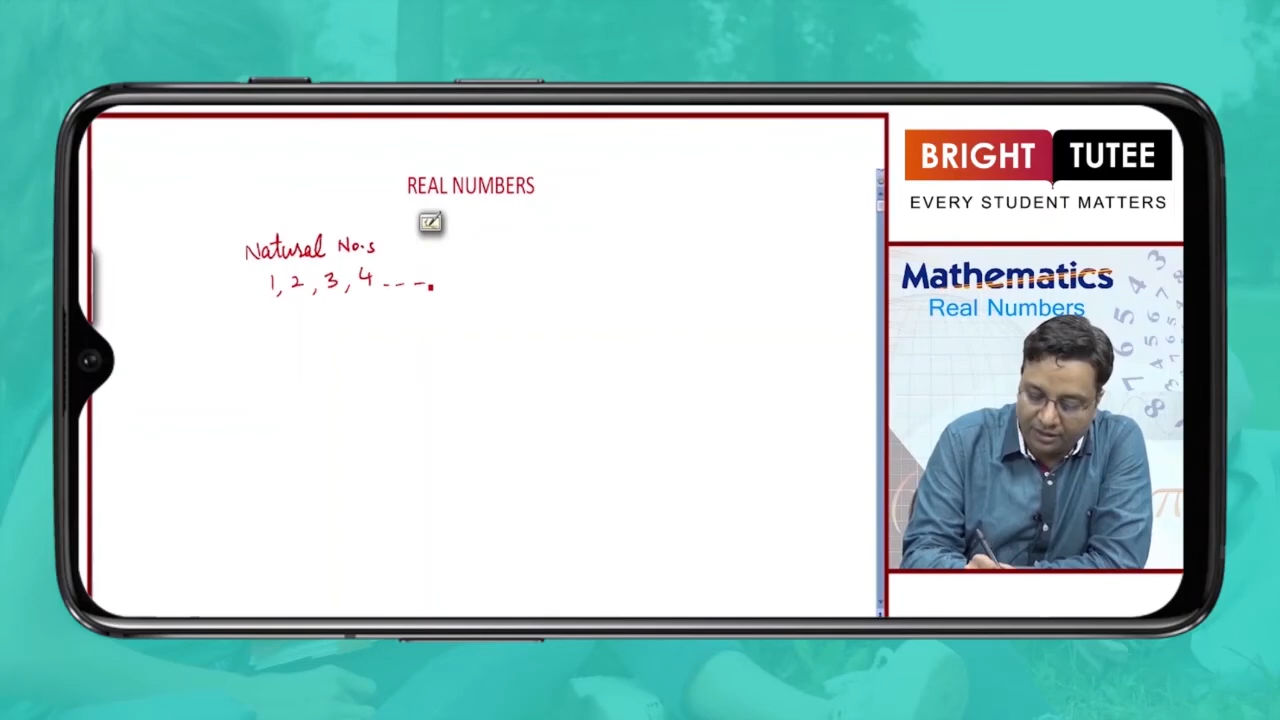 REAL NUMBERS
Natural No.s
1, 2, 3, 4 - - - .
BRIGHT TUTEE
EVERY STUDENT MATTERS
Mathematics
Real Numbers